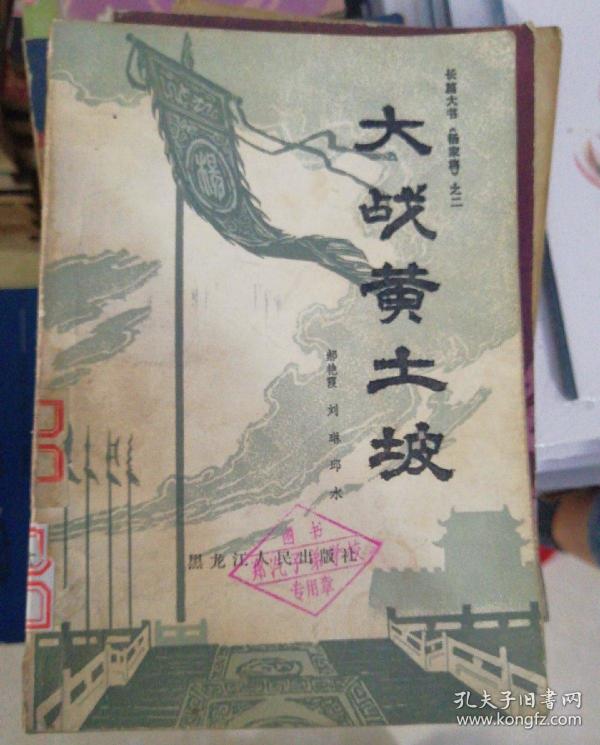 长篇大书《杨家将》之二
大战黄土坡
郝艳霞 刘琳 邱水
杨
黑龙江人民出版社
图书
专用章
孔夫子旧书网
www.kongfz.com